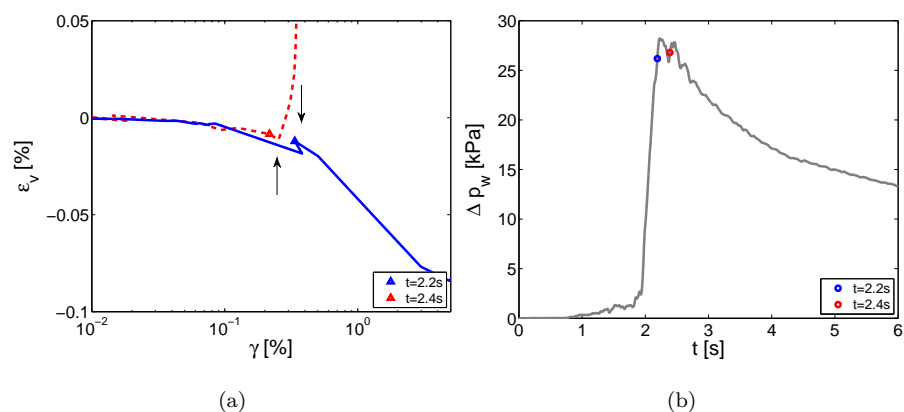 0.05
0
−0.05
−0.1
ε_v [%]
10^−2
10^−1
10^0
γ [%]
t=2.2s
t=2.4s
(a)
30
25
20
15
10
5
0
Δ p_w [kPa]
0 1 2 3 4 5 6
t [s]
t=2.2s
t=2.4s
(b)